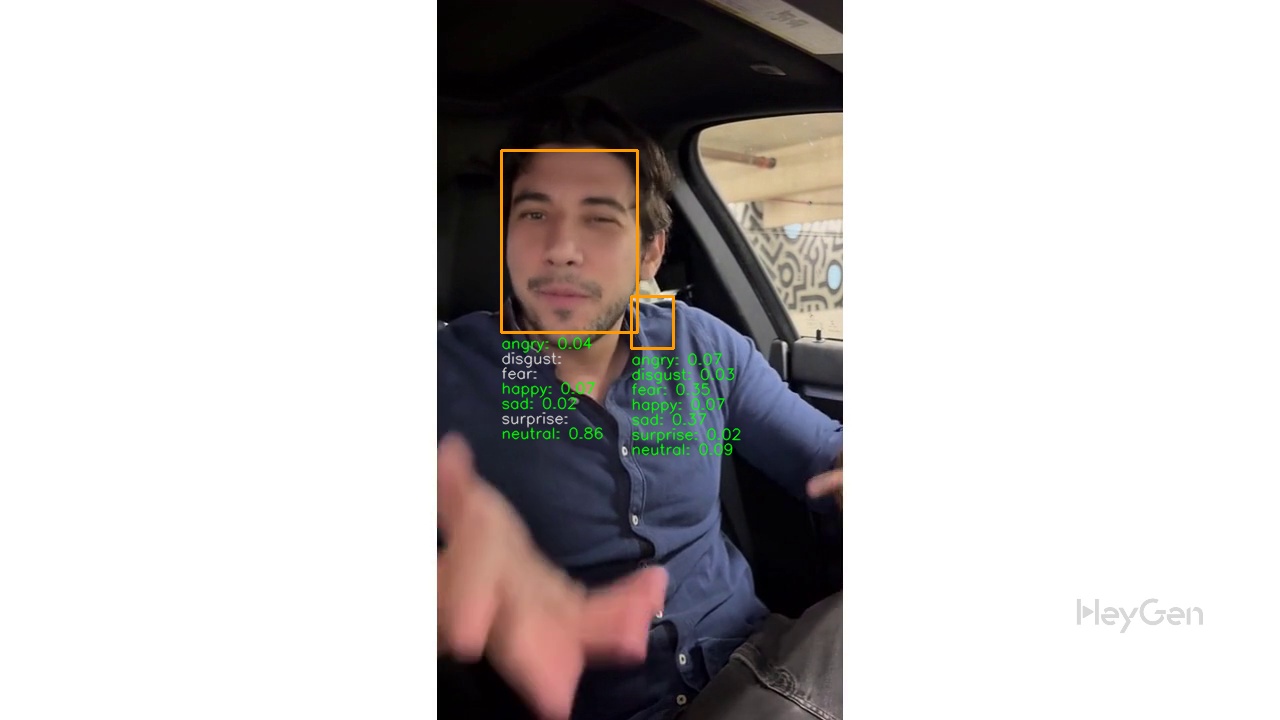 angry: 0.04
disgust:
fear:
happy: 0.07
sad: 0.02
surprise:
neutral: 0.86
angry: 0.07
disgust: 0.03
fear: 0.35
happy: 0.07
sad: 0.37
surprise: 0.02
neutral: 0.09
HeyGen